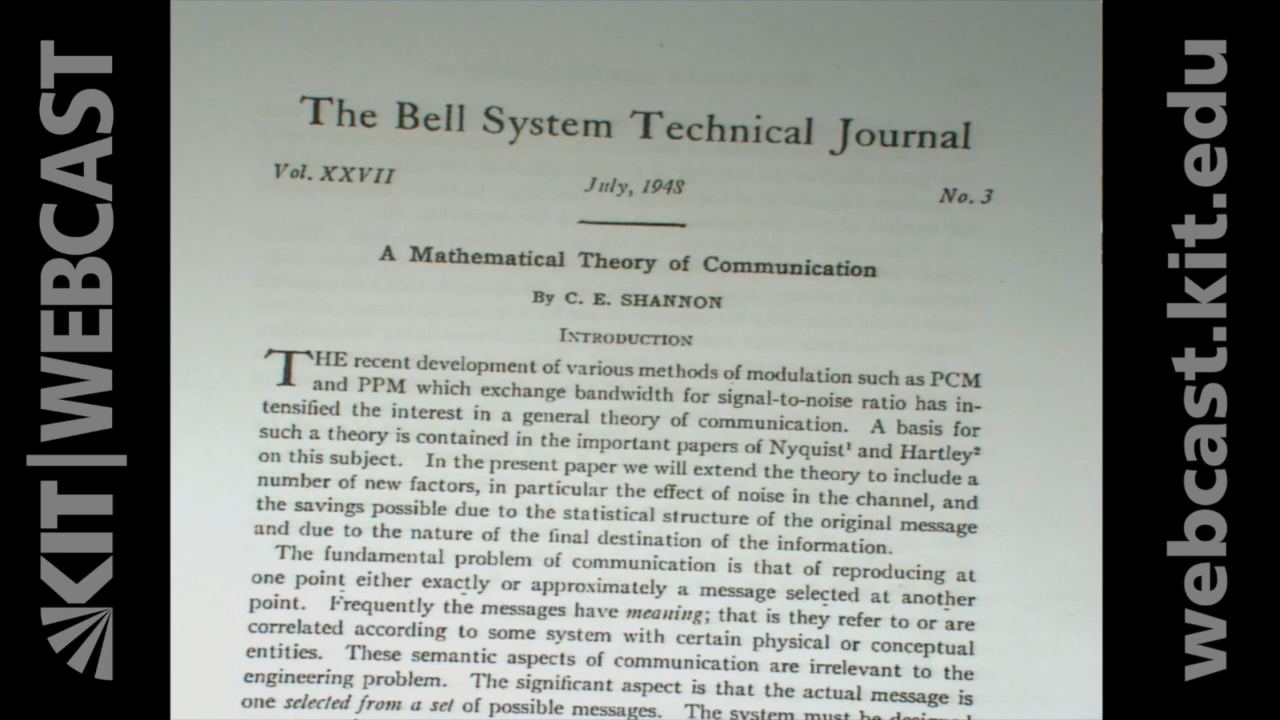 KIT | WEBCAST
The Bell System Technical Journal
Vol. XXVII July, 1948 No. 3
A Mathematical Theory of Communication
By C. E. SHANNON
INTRODUCTION
THE recent development of various methods of modulation such as PCM
and PPM which exchange bandwidth for signal-to-noise ratio has in-
tensified the interest in a general theory of communication. A basis for
such a theory is contained in the important papers of Nyquist¹ and Hartley²
on this subject. In the present paper we will extend the theory to include a
number of new factors, in particular the effect of noise in the channel, and
the savings possible due to the statistical structure of the original message
and due to the nature of the final destination of the information.
The fundamental problem of communication is that of reproducing at
one point either exactly or approximately a message selected at another
point. Frequently the messages have meaning; that is they refer to or are
correlated according to some system with certain physical or conceptual
entities. These semantic aspects of communication are irrelevant to the
engineering problem. The significant aspect is that the actual message is
one selected from a set of possible messages. The system must be designed
webcast.kit.edu